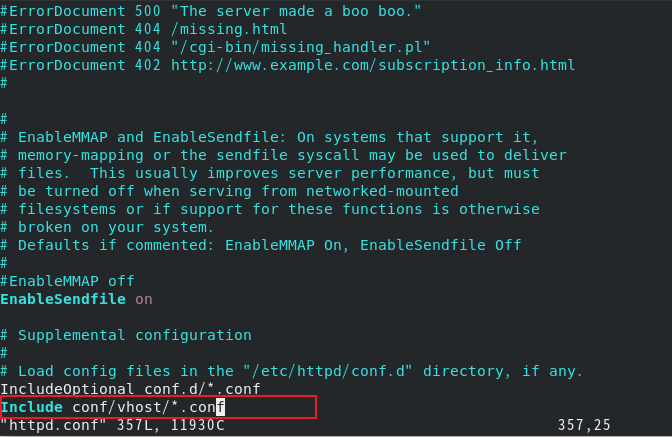 #ErrorDocument 500 "The server made a boo boo."
#ErrorDocument 404 /missing.html
#ErrorDocument 404 "/cgi-bin/missing_handler.pl"
#ErrorDocument 402 http://www.example.com/subscription_info.html
#
#
# EnableMMAP and EnableSendfile: On systems that support it,
# memory-mapping or the sendfile syscall may be used to deliver
# files.  This usually improves server performance, but must
# be turned off when serving from networked-mounted
# filesystems or if support for these functions is otherwise
# broken on your system.
# Defaults if commented: EnableMMAP On, EnableSendfile Off
#
#EnableMMAP off
EnableSendfile on
# Supplemental configuration
#
# Load config files in the "/etc/httpd/conf.d" directory, if any.
IncludeOptional conf.d/*.conf
Include conf/vhost/*.conf
"httpd.conf" 357L, 11930C 357,25